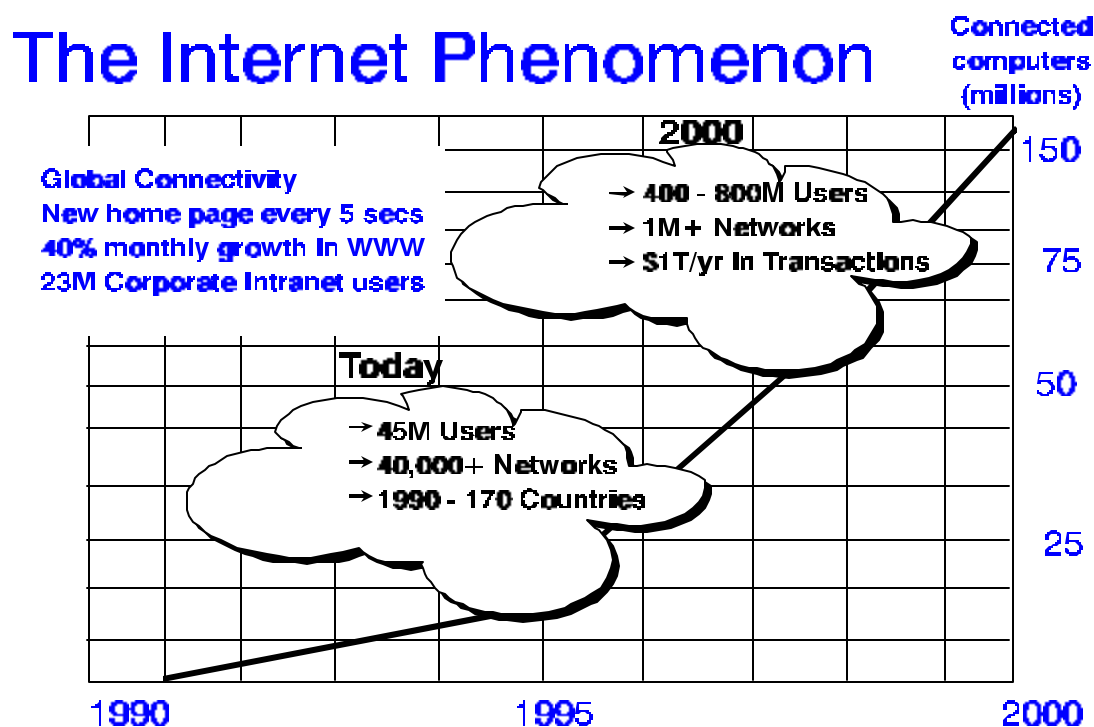 The Internet Phenomenon
Connected
computers
(millions)
2000
150
Global Connectivity
New home page every 5 secs
40% monthly growth in WWW
23M Corporate Intranet users
→ 400 - 800M Users
→ 1M+ Networks
→ $1T/yr in Transactions
75
Today
50
→ 45M Users
→ 40,000+ Networks
→ 1990 - 170 Countries
25
1990
1995
2000